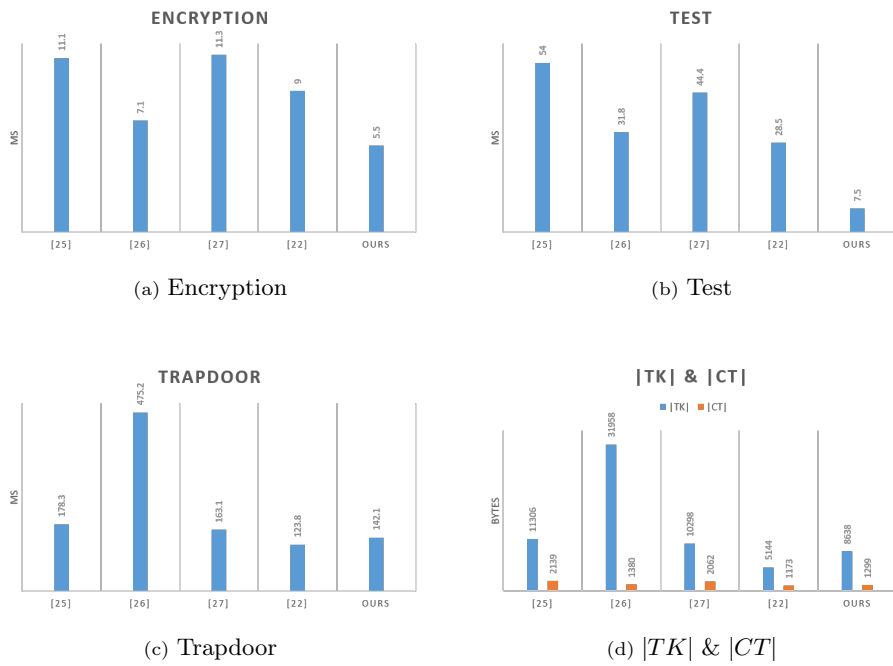 ENCRYPTION
MS
11.1
7.1
11.3
9
5.5
[25] [26] [27] [22] OURS
(a) Encryption
TEST
MS
54
31.8
44.4
28.5
7.5
[25] [26] [27] [22] OURS
(b) Test
TRAPDOOR
MS
178.3
475.2
163.1
123.8
142.1
[25] [26] [27] [22] OURS
(c) Trapdoor
|TK| & |CT|
|TK| |CT|
BYTES
11306
2139
31958
1380
10298
2062
5144
1173
8638
1299
[25] [26] [27] [22] OURS
(d) |TK| & |CT|